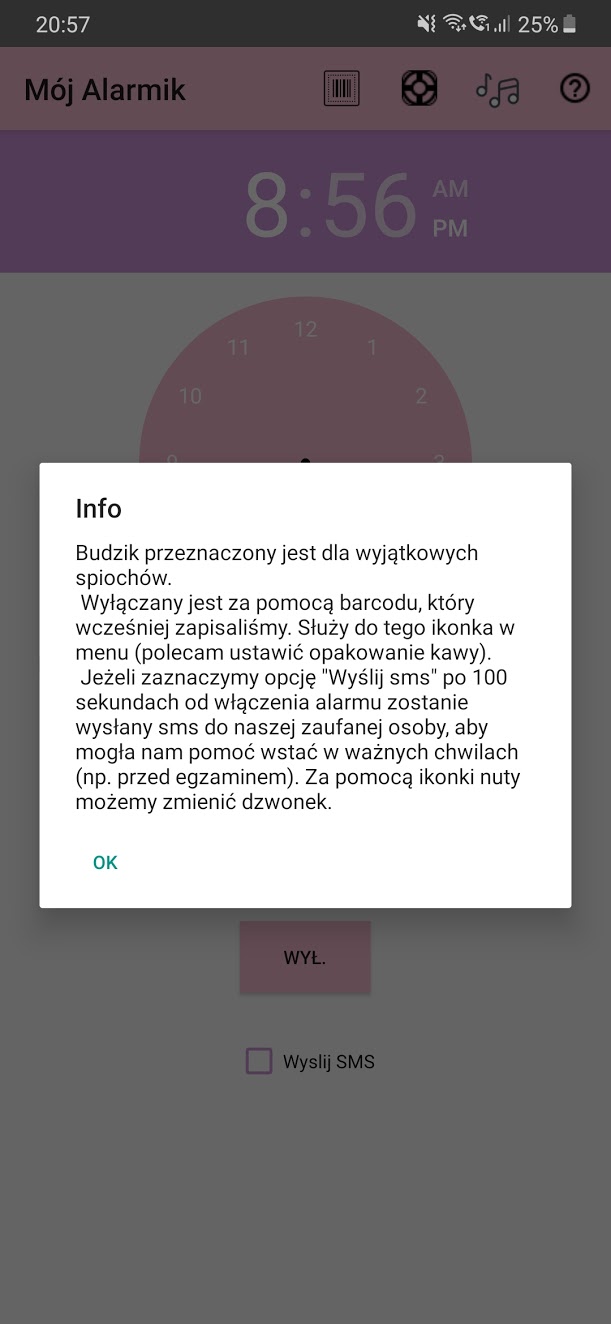 20:57 25%
Mój Alarmik
8:56 AM
PM
12
11 1
10 2
Info
Budzik przeznaczony jest dla wyjątkowych
spiochów.
Wyłączany jest za pomocą barcodu, który
wcześniej zapisaliśmy. Służy do tego ikonka w
menu (polecam ustawić opakowanie kawy).
Jeżeli zaznaczymy opcję "Wyślij sms" po 100
sekundach od włączenia alarmu zostanie
wysłany sms do naszej zaufanej osoby, aby
mogła nam pomoć wstać w ważnych chwilach
(np. przed egzaminem). Za pomocą ikonki nuty
możemy zmienić dzwonek.
OK
WYŁ.
Wyslij SMS